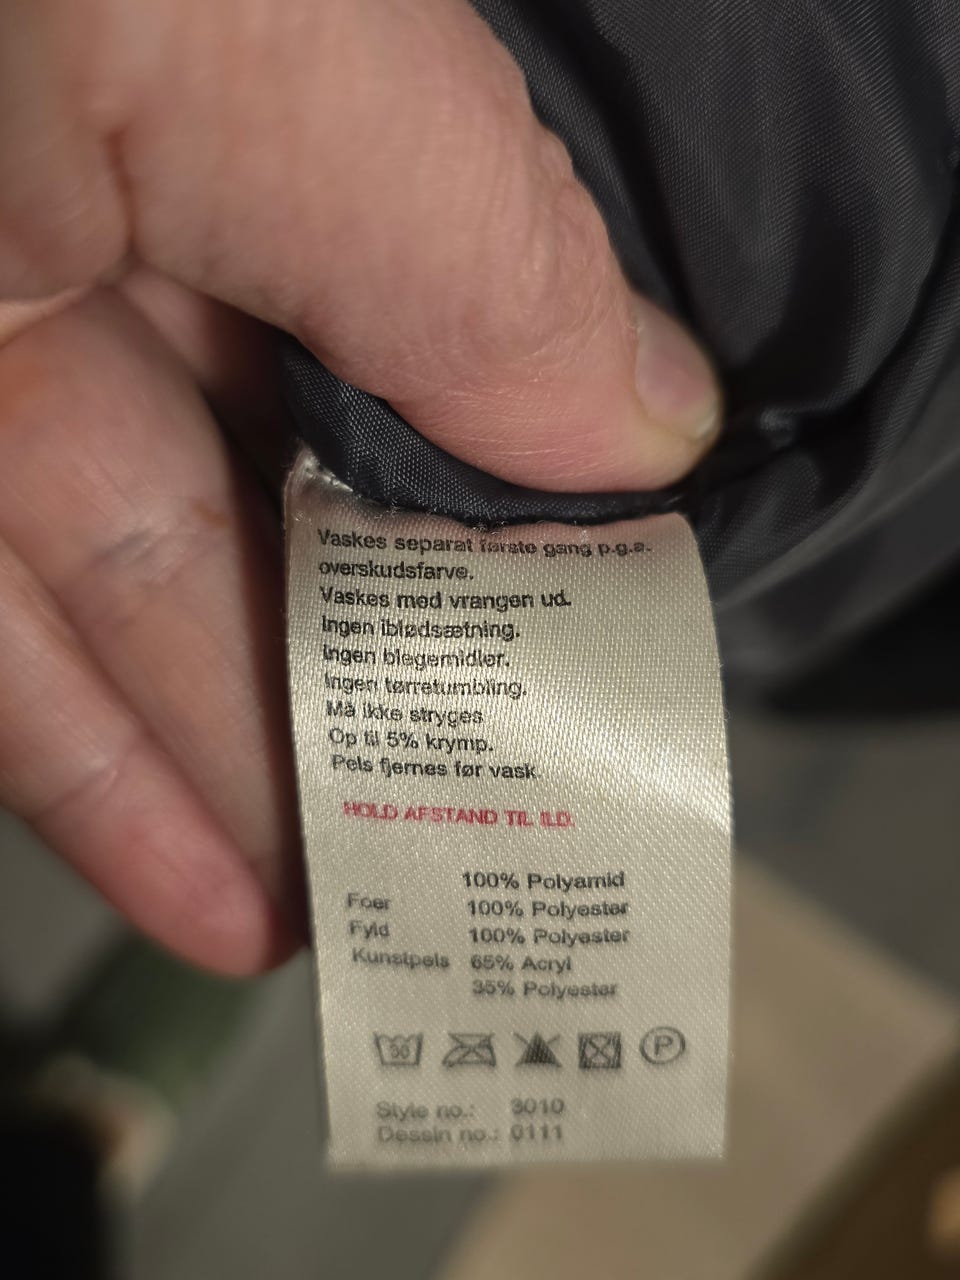 Vaskes separat første gang p.g.a.
overskudsfarve.
Vaskes med vrangen ud.
Ingen iblødsætning.
Ingen blegemidler.
Ingen tørretumbling.
Må ikke stryges
Op til 5% krymp.
Pels fjernes før vask.
HOLD AFSTAND TIL ILD.
100% Polyamid
Foer 100% Polyester
Fyld 100% Polyester
Kunstpels 65% Acryl
35% Polyester
30 P
Style no.: 3010
Dessin no.: 0111